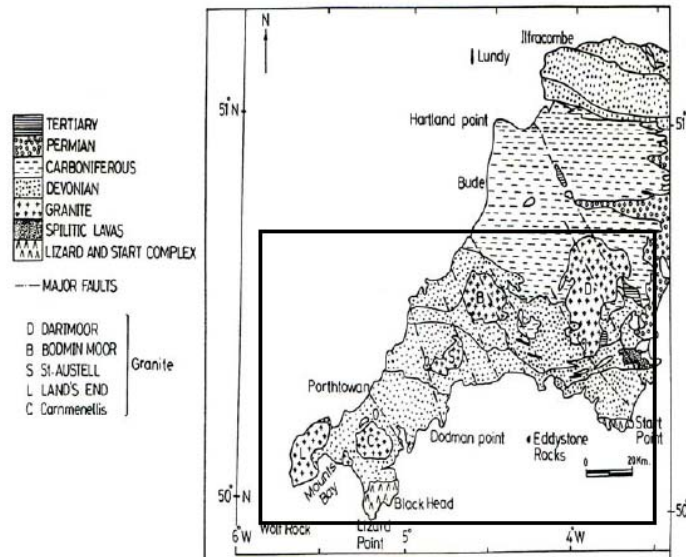 N
Ilfracombe
Lundy
51°N
51°
Hartland point
Bude
TERTIARY
PERMIAN
CARBONIFEROUS
DEVONIAN
GRANITE
SPILITIC LAVAS
LIZARD AND START COMPLEX
MAJOR FAULTS
D DARTMOOR
B BODMIN MOOR
S St.AUSTELL
L LAND'S END
C Carnmenellis
Granite
D
B
S
Porthtowan
C
L
Dodman point
Eddystone
Rocks
Start
Point
0 20Km.
Mounts
Bay
Black Head
50°N
50°
6°W
Wolf Rock
Lizard
Point
5°
4°W